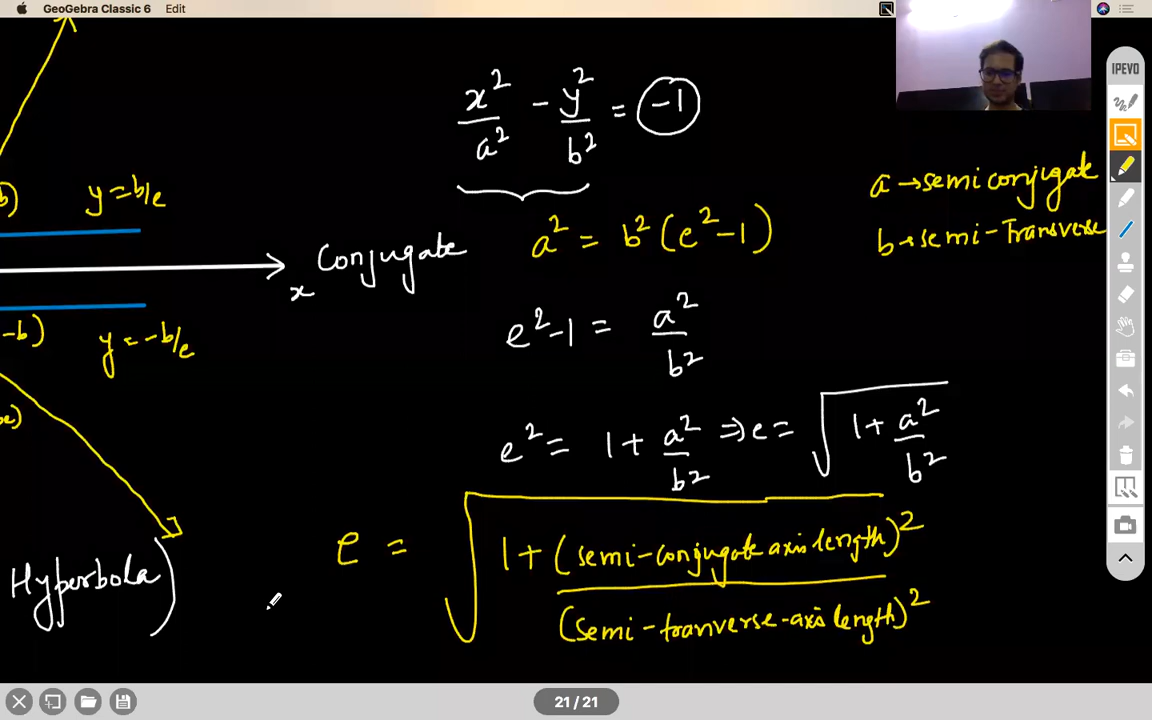 GeoGebra Classic 6 Edit
IPEVO
x²/a² - y²/b² = -1
a → semi conjugate
b → semi-Transverse
b)
y = b/e
a² = b²(e²-1)
Conjugate
x
-b)
y = -b/e
e²-1 = a²/b²
e² = 1 + a²/b² ⇒ e = √(1 + a²/b²)
e = √(1 + (semi-conjugate axis length)²/(semi-tranverse-axis length)²)
Hyperbola)
21 / 21